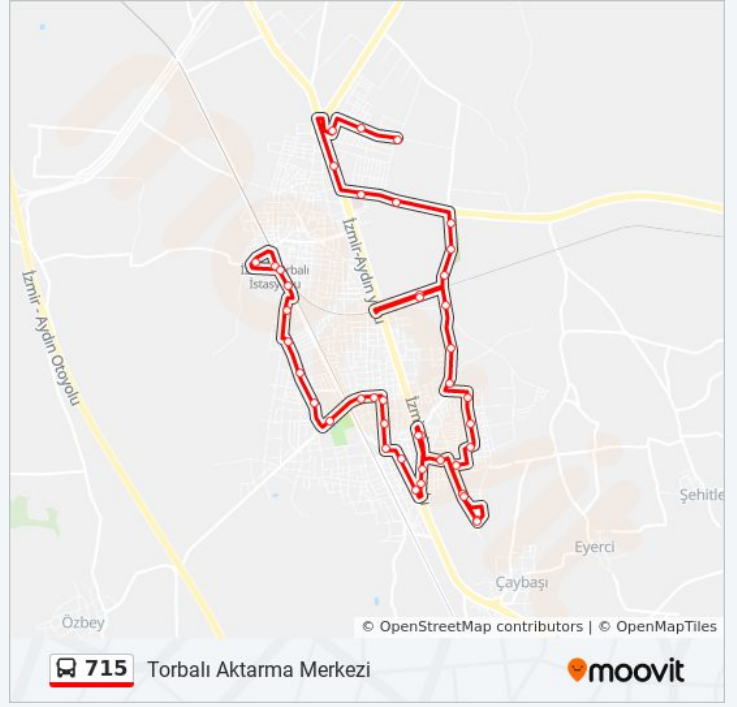 İzmir-Aydın yolu
İstasyonu
İzmir - Aydın Otoyolu
Şehitle
Eyerci
Çaybaşı
Özbey
© OpenStreetMap contributors | © OpenMapTiles
715
Torbalı Aktarma Merkezi
moovit